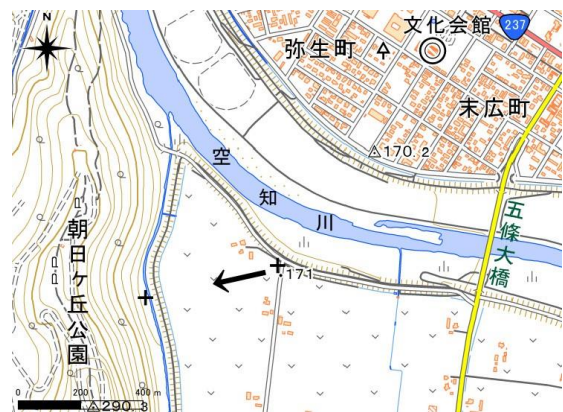 N
文化会館
237
弥生町
末広町
170.2
空知川
五條大橋
171
朝日ヶ丘公園
0 200 400 m
290.3